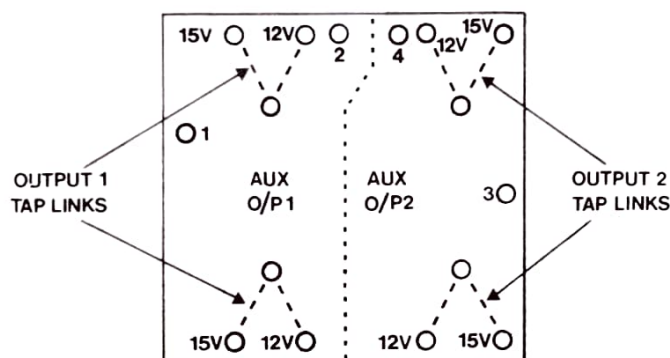 15V
12V
2
4
12V
15V
1
OUTPUT 1
TAP LINKS
AUX
O/P1
AUX
O/P2
3
OUTPUT 2
TAP LINKS
15V
12V
12V
15V